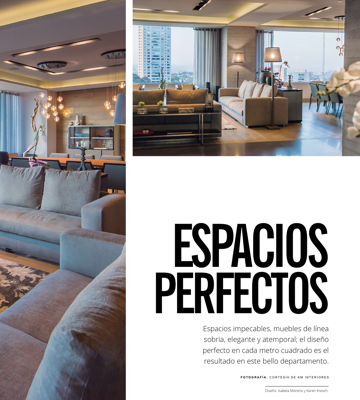 ESPACIOS
PERFECTOS
Espacios impecables, muebles de línea
sobria, elegante y atemporal; el diseño
perfecto en cada metro cuadrado es el
resultado en este bello departamento.
FOTOGRAFÍA: CORTESÍA DE AM INTERIORES
Diseño: Isabela Moreno y Karen